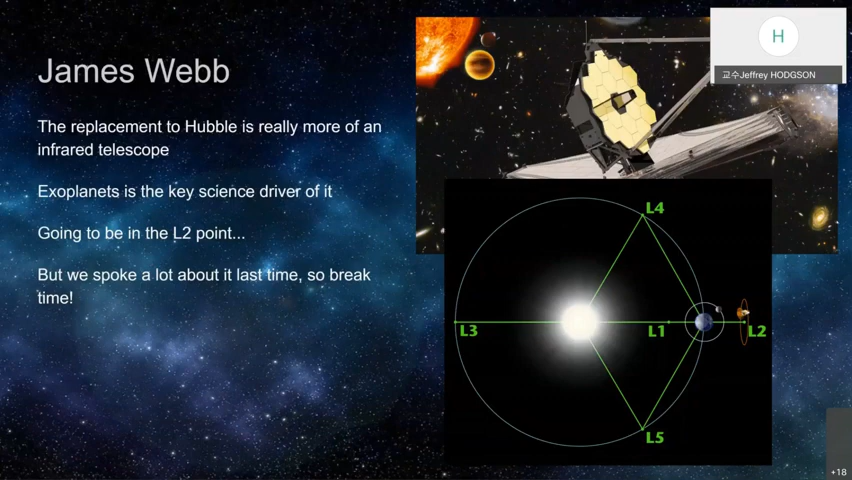 James Webb
The replacement to Hubble is really more of an
infrared telescope
Exoplanets is the key science driver of it
Going to be in the L2 point...
But we spoke a lot about it last time, so break
time!
H
교수Jeffrey HODGSON
L4
L3
L1
L2
L5
+18